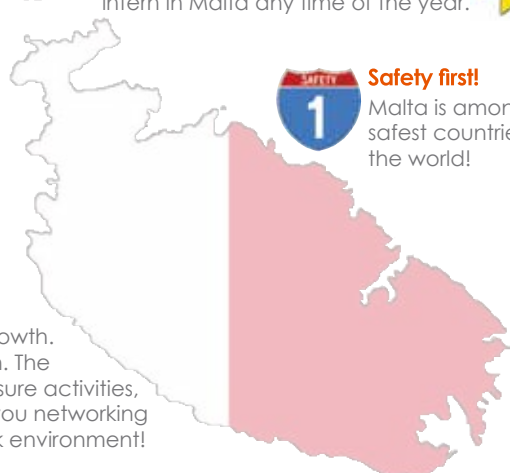 intern in Malta any time of the year.
SAFETY
1
Safety first!
Malta is amon
safest countrie
the world!
owth.
. The
sure activities,
ou networking
k environment!